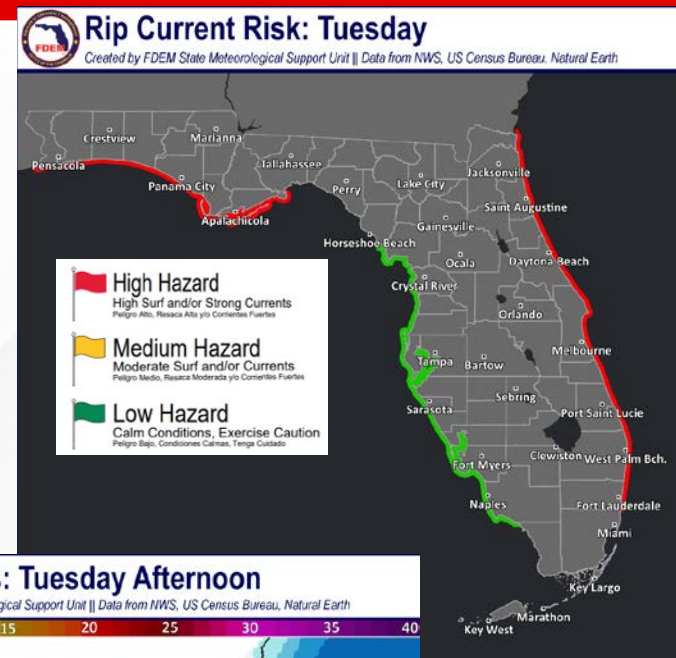 Rip Current Risk: Tuesday
FDEM
Created by FDEM State Meteorological Support Unit || Data from NWS, US Census Bureau. Natural Earth
Crestview
Marianna
Pensacola
Tallahassee
Jacksonville
Panama City
Perry
Lake City
Apalachicola
Saint Augustine
Gainesville
Horseshoe Beach
Ocala
Daytona Beach
Crystal River
Orlando
High Hazard
High Surf and/or Strong Currents
Peligro Alto, Resaca Alta y/o Corrientes Fuertes
Medium Hazard
Moderate Surf and/or Currents
Peligro Medio, Resaca Moderada y/o Corrientes Fuertes
Low Hazard
Calm Conditions, Exercise Caution
Peligro Bajo, Condiciones Calmas, Tenga Cuidado
Melbourne
Tampa
Bartow
Sebring
Sarasota
Port Saint Lucie
Fort Myers
Clewiston
West Palm Bch.
Naples
Fort Lauderdale
Miami
Key Largo
Marathon
Key West
: Tuesday Afternoon
gical Support Unit || Data from NWS, US Census Bureau, Natural Earth
15 20 25 30 35 40